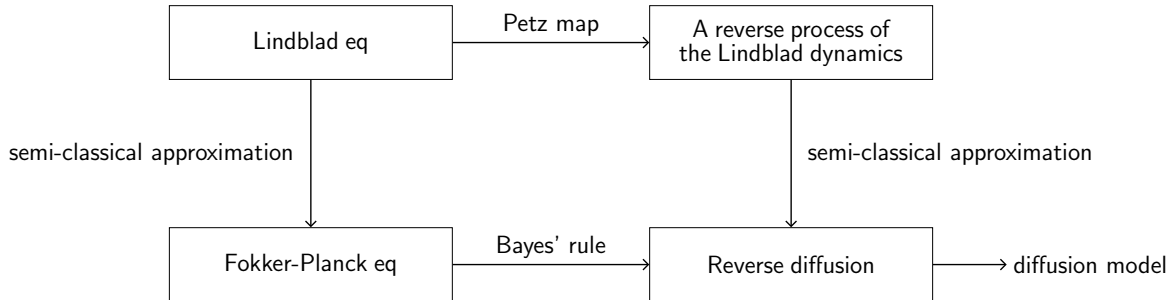 Lindblad eq
Petz map
A reverse process of
the Lindblad dynamics
semi-classical approximation
semi-classical approximation
Fokker-Planck eq
Bayes' rule
Reverse diffusion
diffusion model